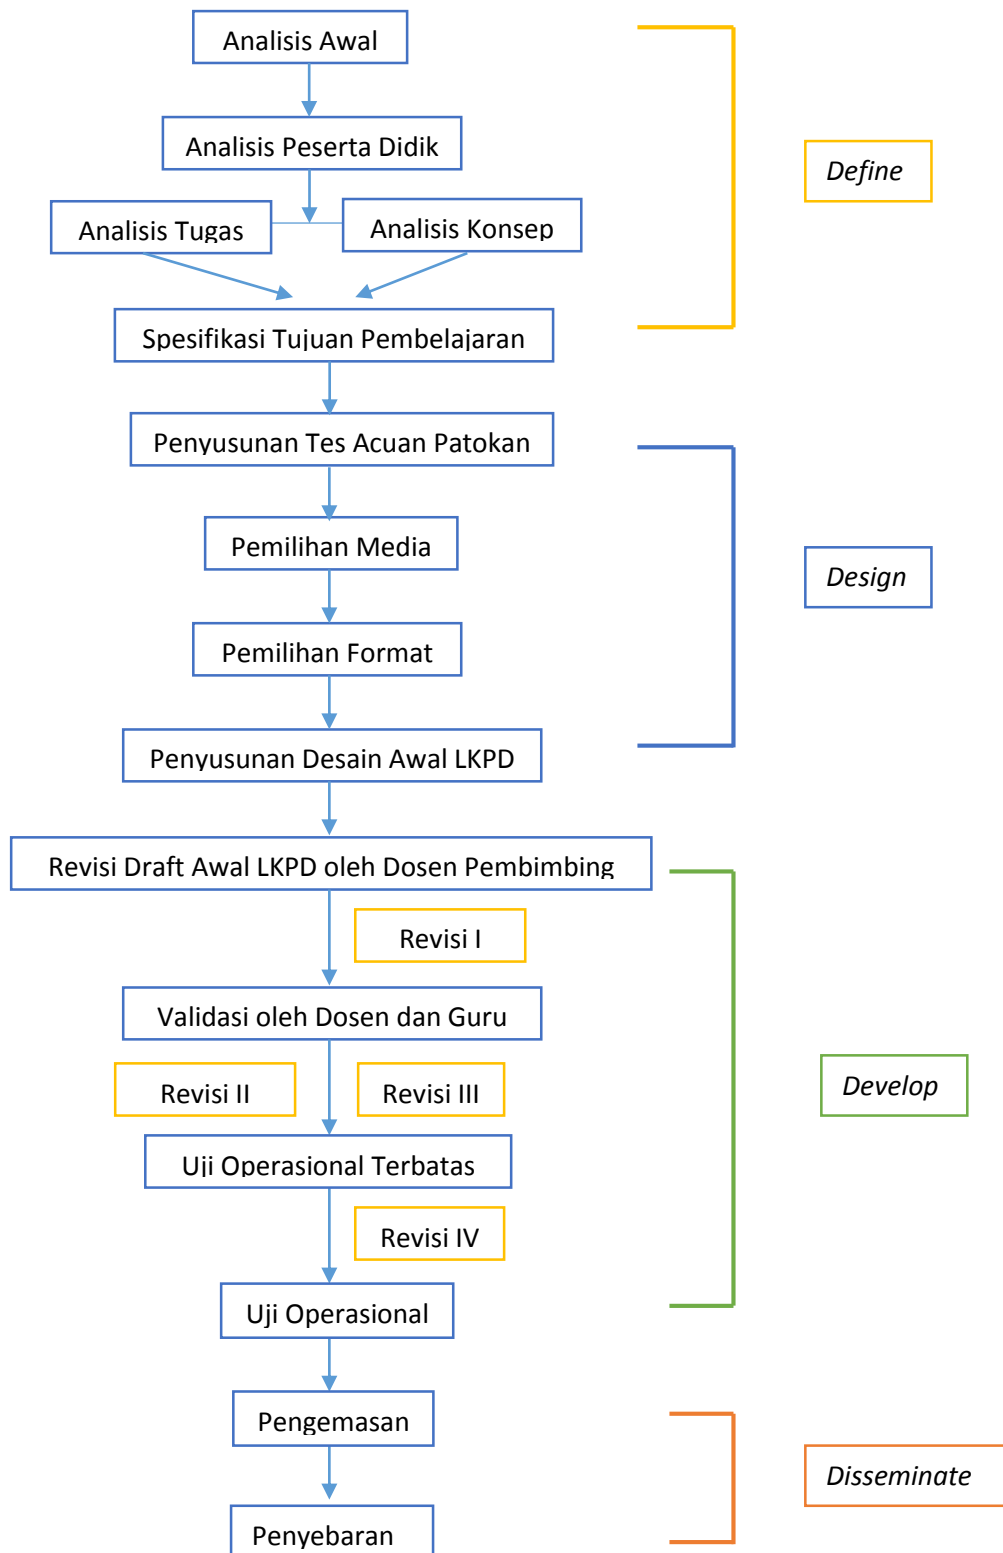 Analisis Awal
Analisis Peserta Didik
Define
Analisis Tugas
Analisis Konsep
Spesifikasi Tujuan Pembelajaran
Penyusunan Tes Acuan Patokan
Pemilihan Media
Design
Pemilihan Format
Penyusunan Desain Awal LKPD
Revisi Draft Awal LKPD oleh Dosen Pembimbing
Revisi I
Validasi oleh Dosen dan Guru
Revisi II
Revisi III
Develop
Uji Operasional Terbatas
Revisi IV
Uji Operasional
Pengemasan
Disseminate
Penyebaran